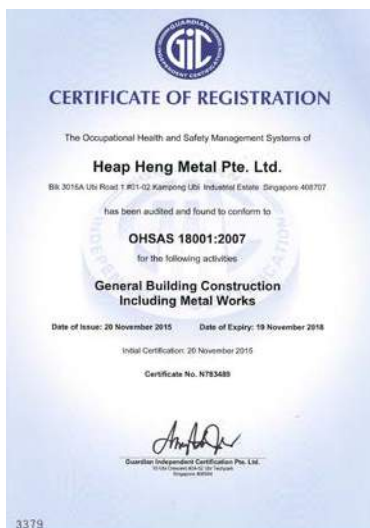 GUARDIAN
GIC
INDEPENDENT CERTIFICATION
CERTIFICATE OF REGISTRATION
The Occupational Health and Safety Management Systems of
Heap Heng Metal Pte. Ltd.
Blk 3016A Ubi Road 1 #01-02 Kampong Ubi Industrial Estate Singapore 408707
has been audited and found to conform to
OHSAS 18001:2007
for the following activities
General Building Construction
Including Metal Works
Date of Issue: 20 November 2015 Date of Expiry: 19 November 2018
Initial Certification: 20 November 2015
Certificate No. N783489
Guardian Independent Certification Pte. Ltd.
Singapore
3379